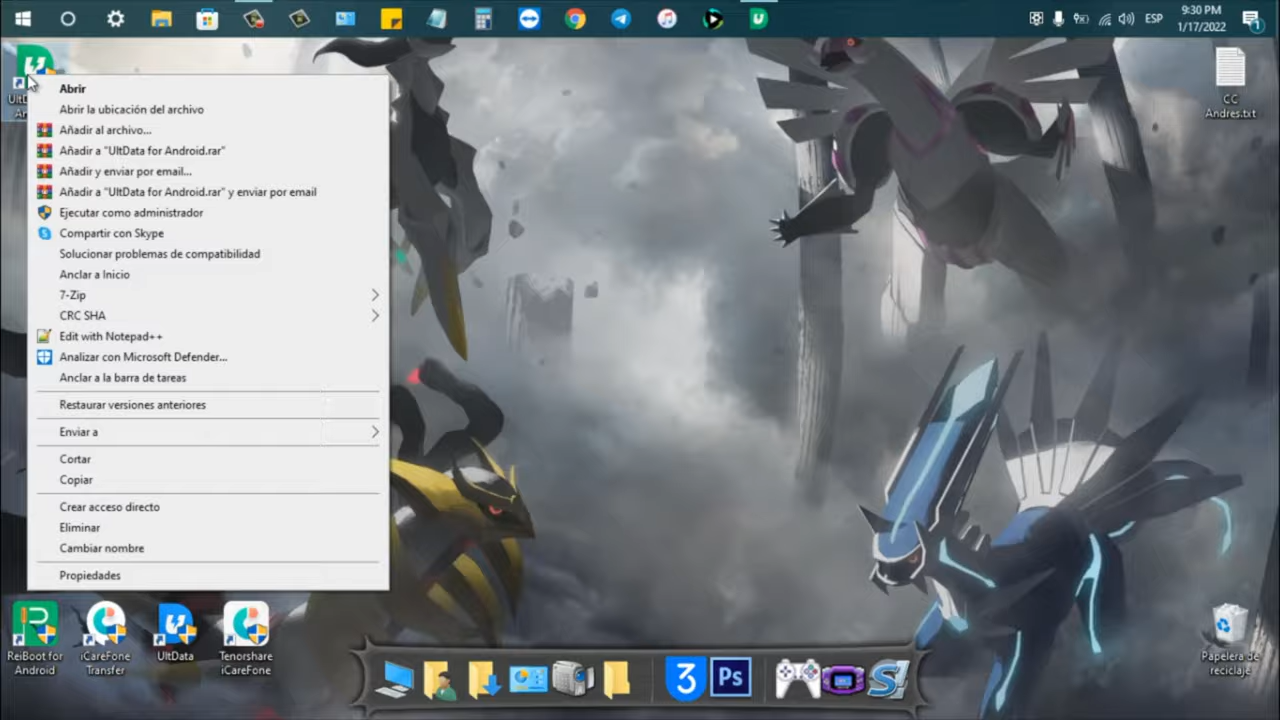 ESP
9:30 PM
1/17/2022
1
Abrir
Abrir la ubicación del archivo
Añadir al archivo...
Añadir a "UltData for Android.rar"
Añadir y enviar por email...
Añadir a "UltData for Android.rar" y enviar por email
Ejecutar como administrador
Compartir con Skype
Solucionar problemas de compatibilidad
Anclar a Inicio
7-Zip
CRC SHA
Edit with Notepad++
Analizar con Microsoft Defender...
Anclar a la barra de tareas
Restaurar versiones anteriores
Enviar a
Cortar
Copiar
Crear acceso directo
Eliminar
Cambiar nombre
Propiedades
CC
Andres.txt
ReiBoot for
Android
iCareFone
Transfer
UltData
Tenorshare
iCareFone
3
Ps
Papelera de
reciclaje